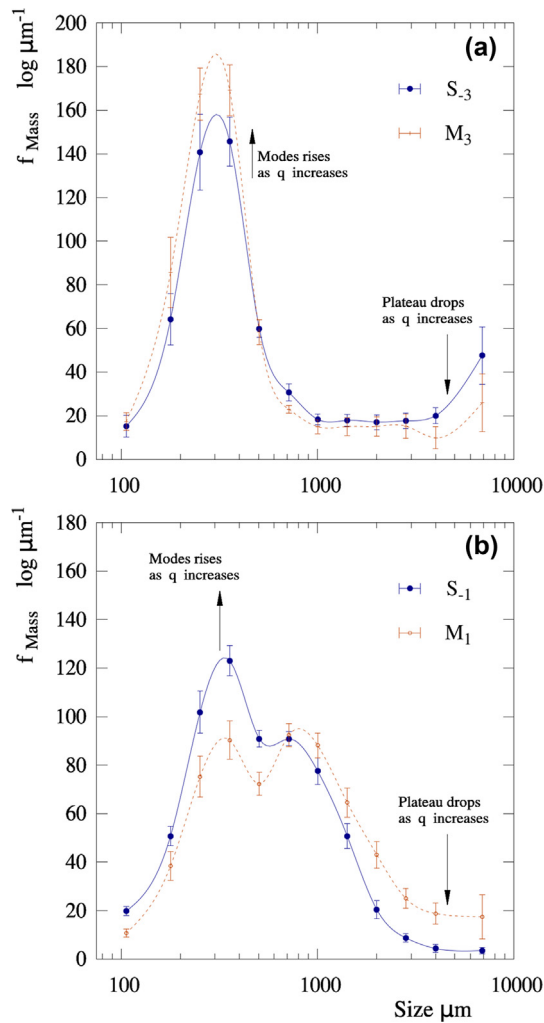 (a)
f Mass log μm-1
200
180
160
140
120
100
80
60
40
20
0
S-3
M3
Modes rises
as q increases
Plateau drops
as q increases
100
1000
10000
(b)
f Mass log μm-1
180
160
140
120
100
80
60
40
20
0
Modes rises
as q increases
S-1
M1
Plateau drops
as q increases
100
1000
10000
Size μm